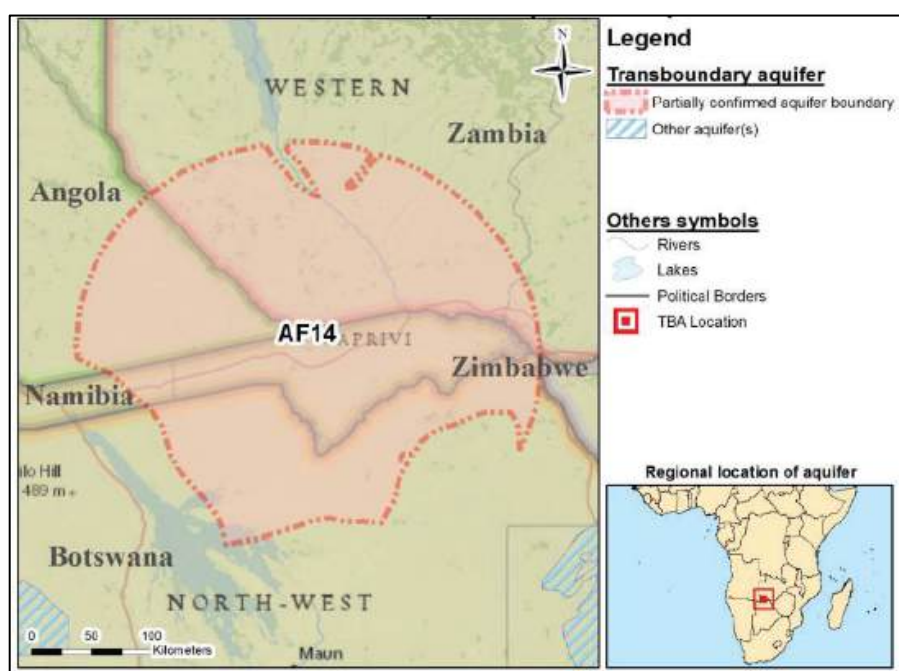 N
WESTERN
Zambia
Angola
AF14
APRIVI
Zimbabwe
Namibia
ilo Hill
489 m
Botswana
NORTH-WEST
0 50 100
Kilometers
Maun
Legend
Transboundary aquifer
Partially confirmed aquifer boundary
Other aquifer(s)
Others symbols
Rivers
Lakes
Political Borders
TBA Location
Regional location of aquifer